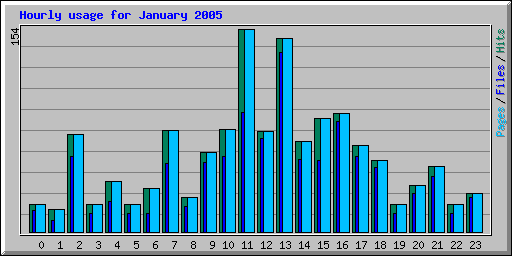 Hourly usage for January 2005
154
Pages/Files/Hits
0 1 2 3 4 5 6 7 8 9 10 11 12 13 14 15 16 17 18 19 20 21 22 23